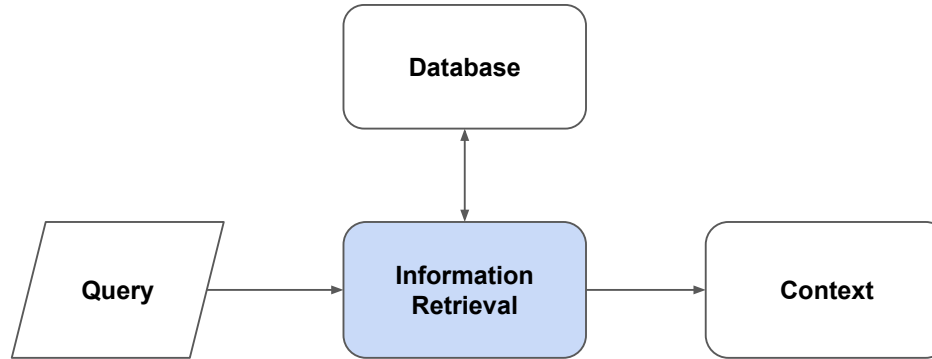 Database
Query
Information
Retrieval
Context